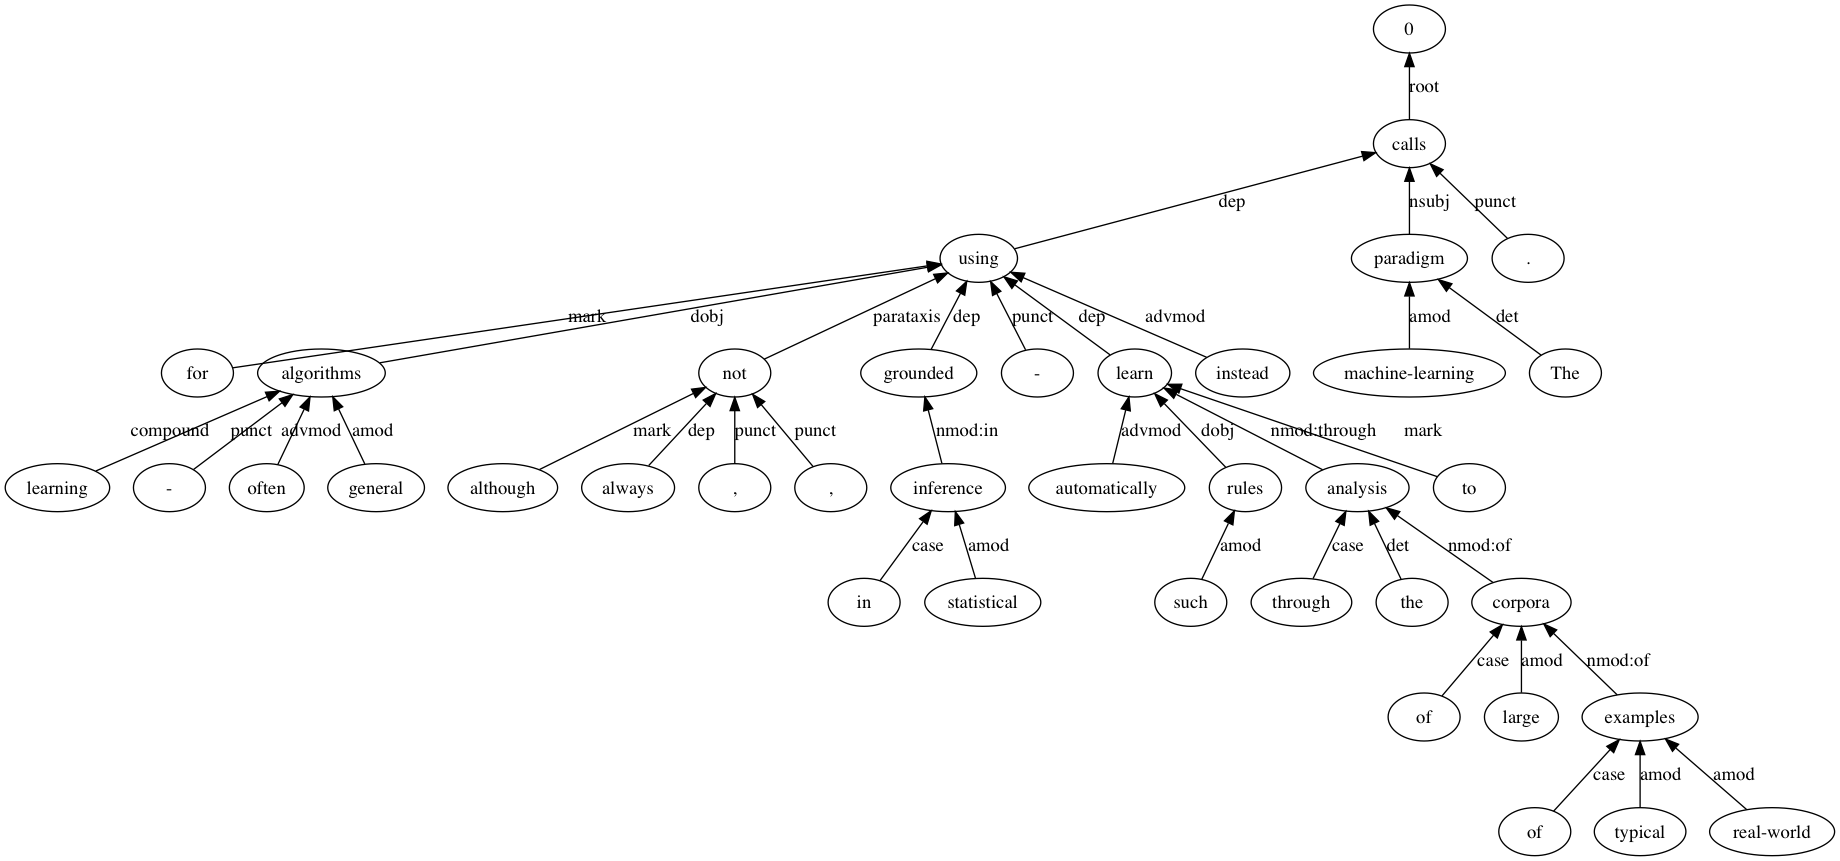 0
root
calls
dep nsubj punct
using paradigm .
mark dobj parataxis dep punct dep advmod amod det
for algorithms not grounded - learn instead machine-learning The
compound punct advmod amod mark dep punct punct nmod:in advmod dobj nmod:through mark
learning - often general although always , , inference automatically rules analysis to
case amod amod case det nmod:of
in statistical such through the corpora
case amod nmod:of
of large examples
case amod amod
of typical real-world